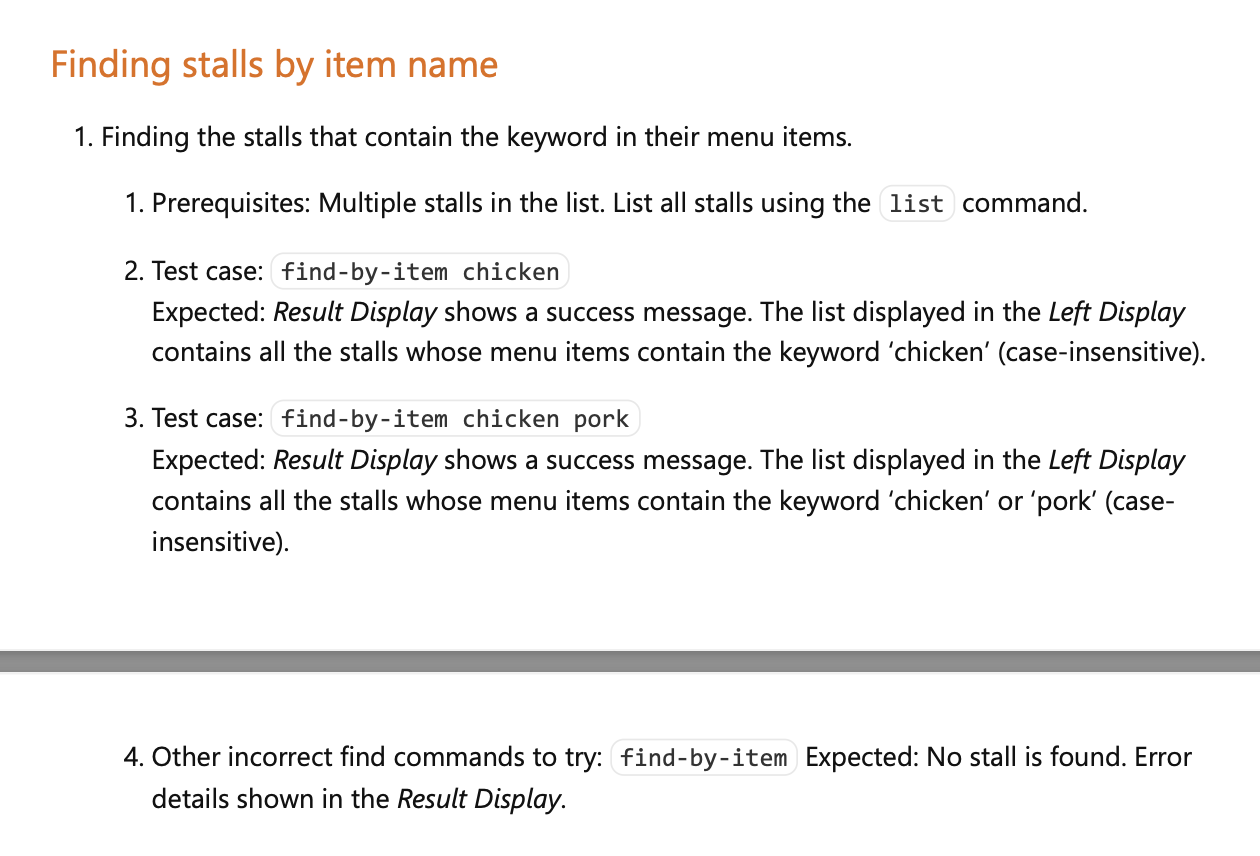 Finding stalls by item name
1. Finding the stalls that contain the keyword in their menu items.
1. Prerequisites: Multiple stalls in the list. List all stalls using the list command.
2. Test case: find-by-item chicken
Expected: Result Display shows a success message. The list displayed in the Left Display
contains all the stalls whose menu items contain the keyword ‘chicken’ (case-insensitive).
3. Test case: find-by-item chicken pork
Expected: Result Display shows a success message. The list displayed in the Left Display
contains all the stalls whose menu items contain the keyword ‘chicken’ or ‘pork’ (case-
insensitive).
4. Other incorrect find commands to try: find-by-item Expected: No stall is found. Error
details shown in the Result Display.